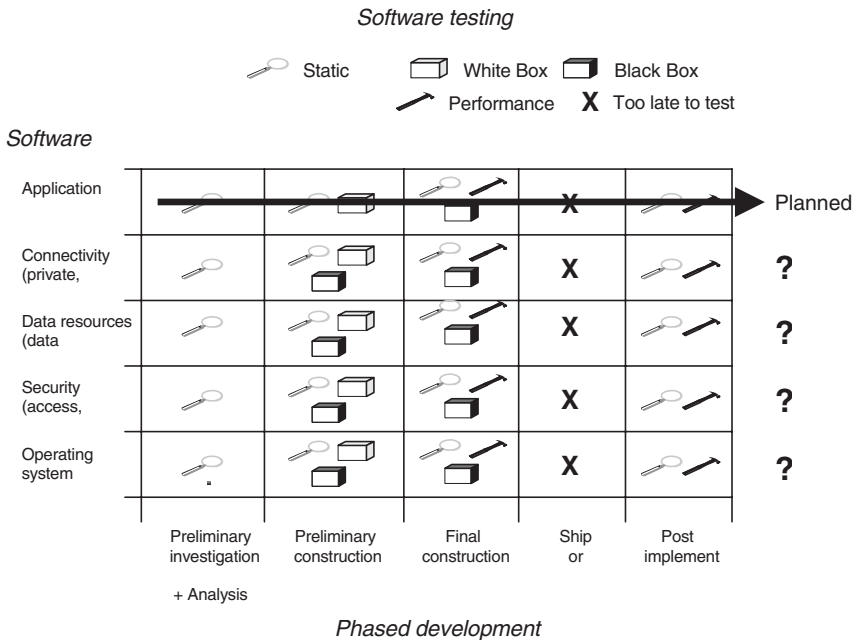 Software testing
Static
White Box
Black Box
Performance
X Too late to test
Software
Application
X
Planned
Connectivity
(private,
X
?
Data resources
(data
X
?
Security
(access,
X
?
Operating
system
X
?
Preliminary
investigation
+ Analysis
Preliminary
construction
Final
construction
Ship
or
Post
implement
Phased development